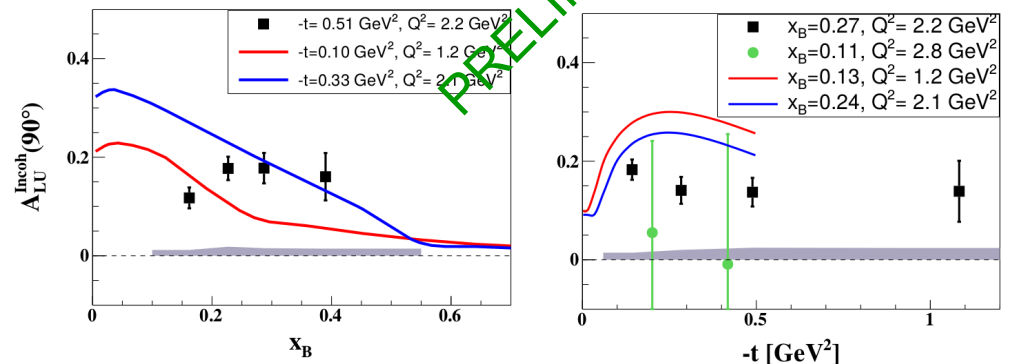 PRELI
-t= 0.51 GeV², Q²= 2.2 GeV²
-t=0.10 GeV², Q²= 1.2 GeV²
-t=0.33 GeV², Q²= 2.1 GeV²
0.4
0.2
0
A_LU^Incoh(90°)
0 0.2 0.4 0.6
x_B
x_B=0.27, Q²= 2.2 GeV²
x_B=0.11, Q²= 2.8 GeV²
x_B=0.13, Q²= 1.2 GeV²
x_B=0.24, Q²= 2.1 GeV²
0.4
0.2
0
0 0.5 1
-t [GeV²]